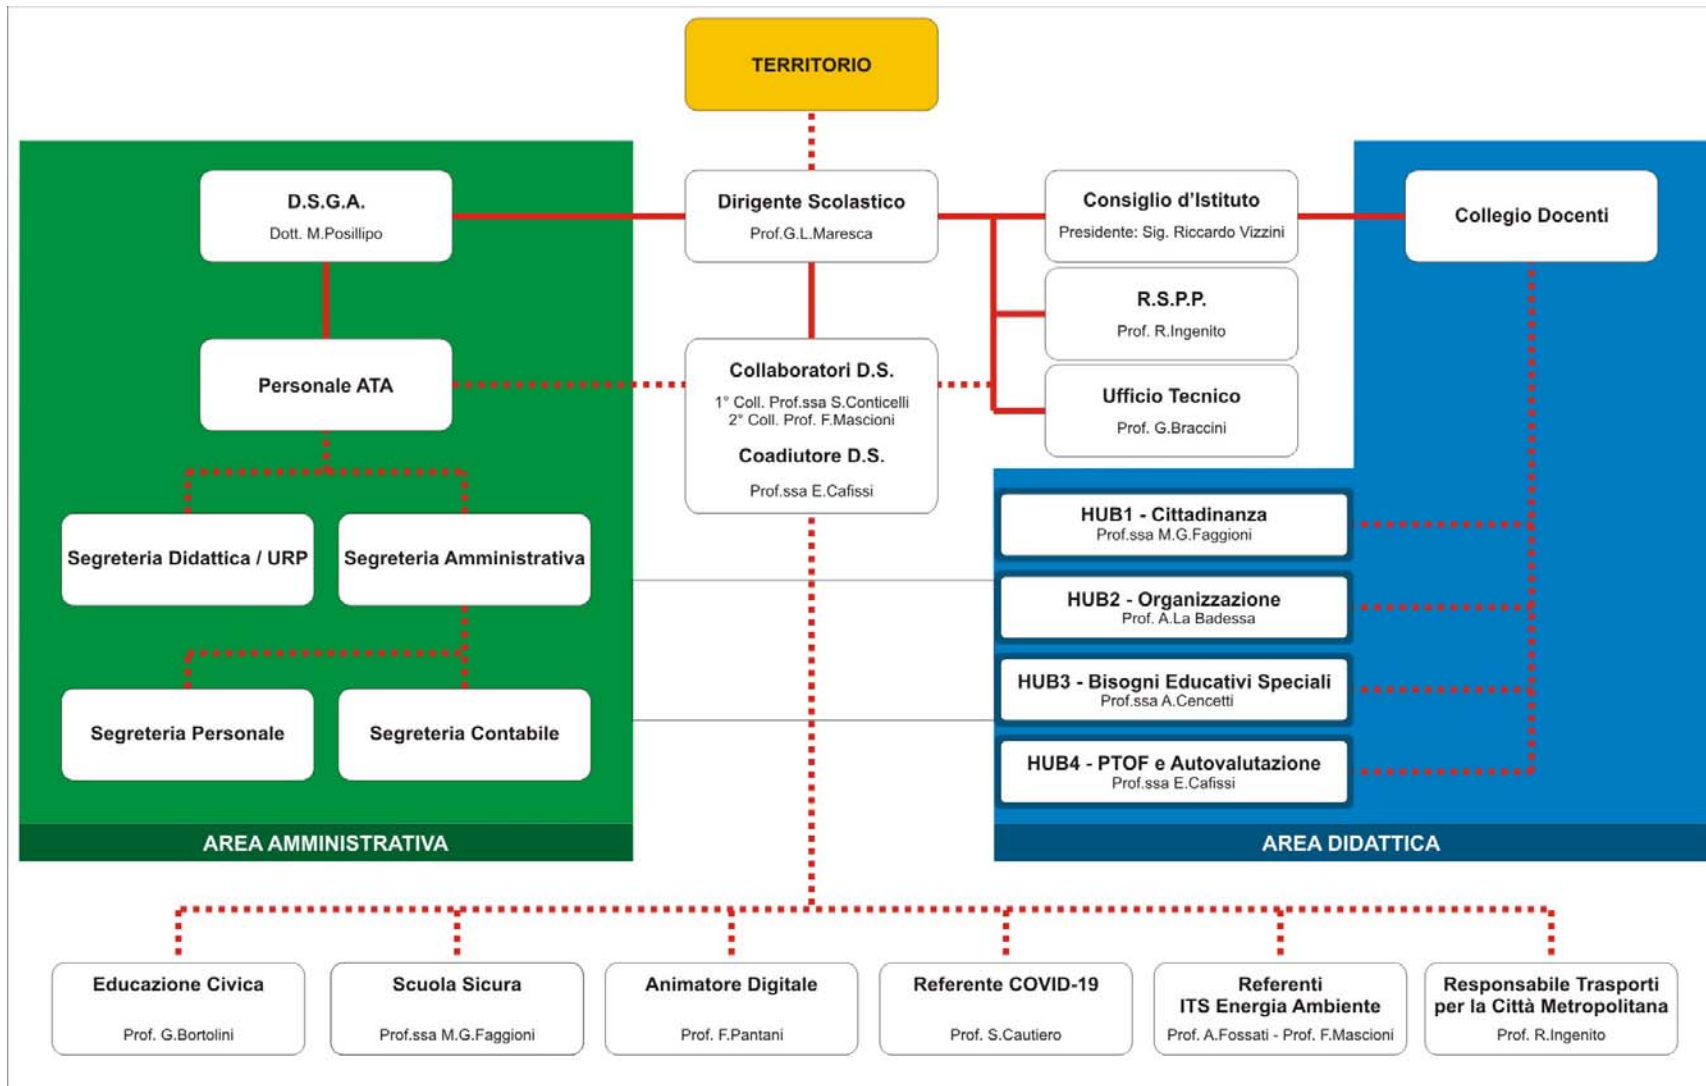 TERRITORIO
D.S.G.A.
Dott. M.Posillipo
Dirigente Scolastico
Prof.G.L.Maresca
Consiglio d'Istituto
Presidente: Sig. Riccardo Vizzini
Collegio Docenti
R.S.P.P.
Prof. R.Ingenito
Personale ATA
Collaboratori D.S.
1° Coll. Prof.ssa S.Conticelli
2° Coll. Prof. F.Mascioni
Coadiutore D.S.
Prof.ssa E.Cafissi
Ufficio Tecnico
Prof. G.Braccini
Segreteria Didattica / URP
Segreteria Amministrativa
Segreteria Personale
Segreteria Contabile
AREA AMMINISTRATIVA
HUB1 - Cittadinanza
Prof.ssa M.G.Faggioni
HUB2 - Organizzazione
Prof. A.La Badessa
HUB3 - Bisogni Educativi Speciali
Prof.ssa A.Cencetti
HUB4 - PTOF e Autovalutazione
Prof.ssa E.Cafissi
AREA DIDATTICA
Educazione Civica
Prof. G.Bortolini
Scuola Sicura
Prof.ssa M.G.Faggioni
Animatore Digitale
Prof. F.Pantani
Referente COVID-19
Prof. S.Cautiero
Referenti
ITS Energia Ambiente
Prof. A.Fossati - Prof. F.Mascioni
Responsabile Trasporti
per la Città Metropolitana
Prof. R.Ingenito